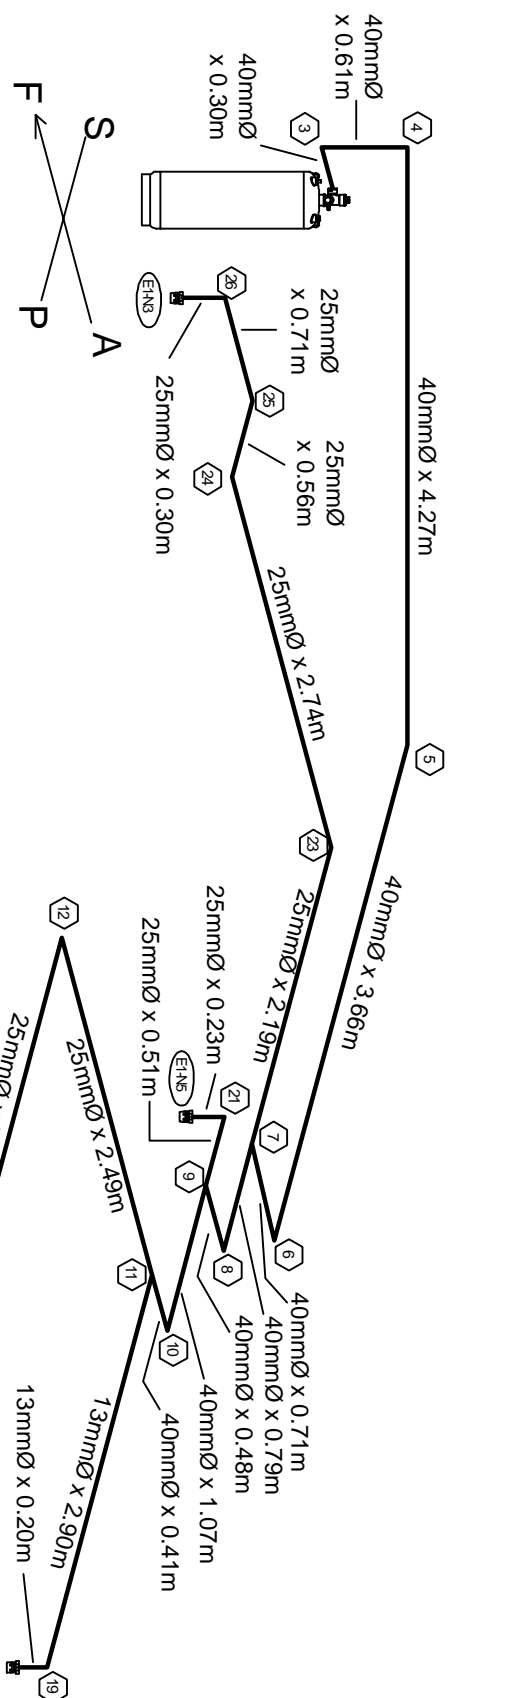 40mmØ
x 0.61m
40mmØ
x 0.30m
3
4
F
S
A
P
26
E1-N3
25mmØ
x 0.71m
25
25mmØ
x 0.56m
24
25mmØ x 0.30m
40mmØ x 4.27m
5
25mmØ x 2.74m
23
40mmØ x 3.66m
25mmØ x 2.19m
7
6
12
25mmØ x 0.23m
25mmØ x 0.51m
E1-N5
21
9
8
25mmØ
25mmØ x 2.49m
11
10
40mmØ x 0.71m
40mmØ x 0.79m
40mmØ x 0.48m
40mmØ x 1.07m
40mmØ x 0.41m
13mmØ x 2.90m
13mmØ x 0.20m
19